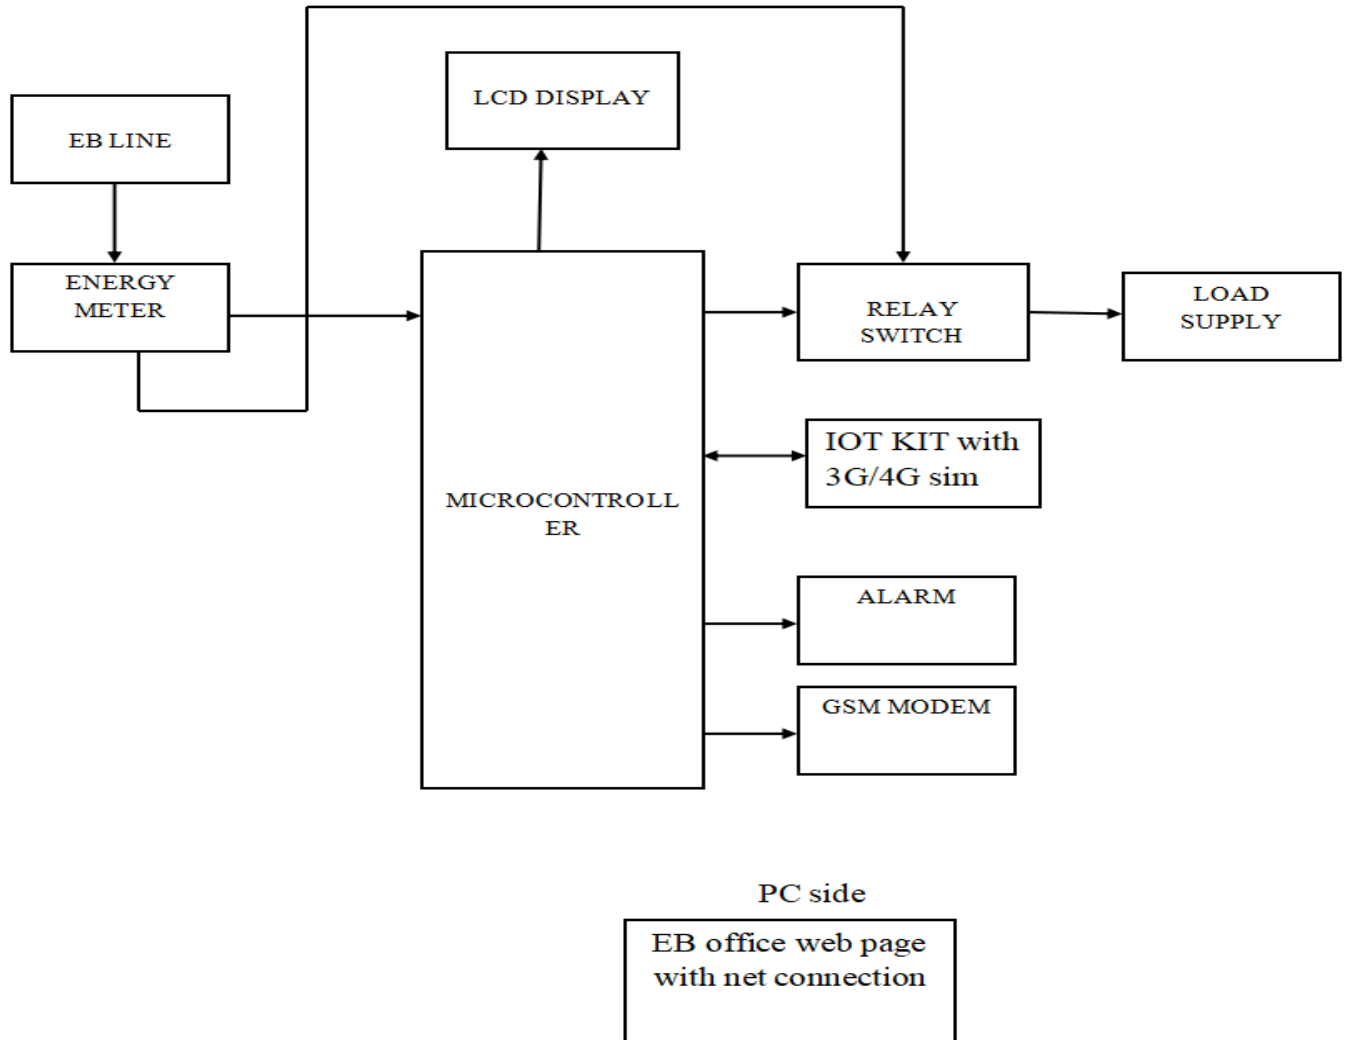 LCD DISPLAY
EB LINE
ENERGY
METER
RELAY
SWITCH
LOAD
SUPPLY
IOT KIT with
3G/4G sim
MICROCONTROLL
ER
ALARM
GSM MODEM
PC side
EB office web page
with net connection